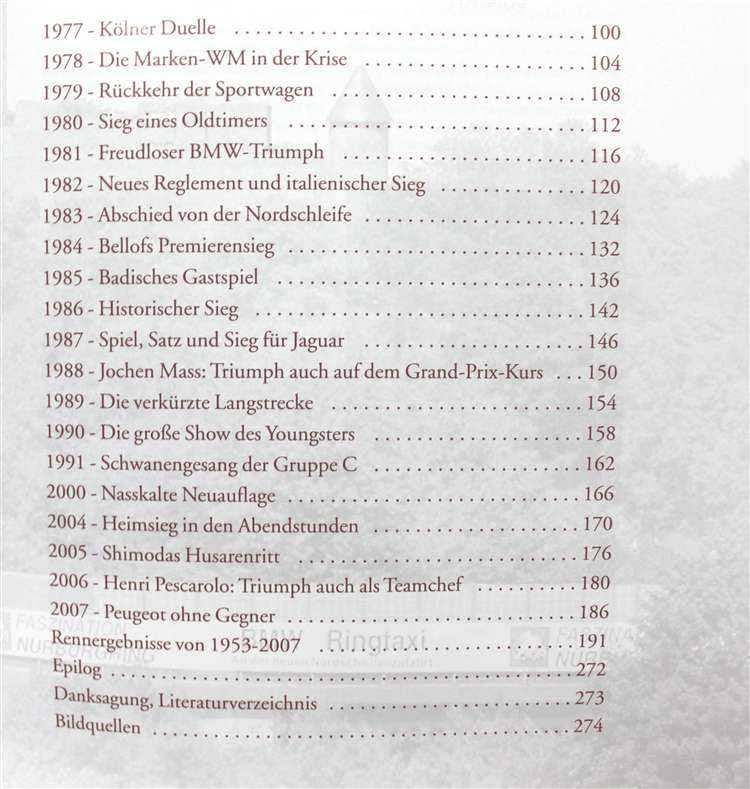 1977 - Kölner Duelle ........................................ 100
1978 - Die Marken-WM in der Krise ........................ 104
1979 - Rückkehr der Sportwagen ........................... 108
1980 - Sieg eines Oldtimers ................................ 112
1981 - Freudloser BMW-Triumph .......................... 116
1982 - Neues Reglement und italienischer Sieg ............... 120
1983 - Abschied von der Nordschleife ........................ 124
1984 - Bellofs Premierensieg ................................ 132
1985 - Badisches Gastspiel .................................. 136
1986 - Historischer Sieg .................................... 142
1987 - Spiel, Satz und Sieg für Jaguar ........................ 146
1988 - Jochen Mass: Triumph auch auf dem Grand-Prix-Kurs ... 150
1989 - Die verkürzte Langstrecke ........................... 154
1990 - Die große Show des Youngsters ....................... 158
1991 - Schwanengesang der Gruppe C ....................... 162
2000 - Nasskalte Neuauflage ................................ 166
2004 - Heimsieg in den Abendstunden ....................... 170
2005 - Shimodas Husarenritt ................................ 176
2006 - Henri Pescarolo: Triumph auch als Teamchef .......... 180
2007 - Peugeot ohne Gegner ................................ 186
Rennergebnisse von 1953-2007 ............................ 191
Epilog .................................................... 272
Danksagung, Literaturverzeichnis .......................... 273
Bildquellen ................................................ 274
FASZINATION
NÜRBURGRING
BMW Ringtaxi